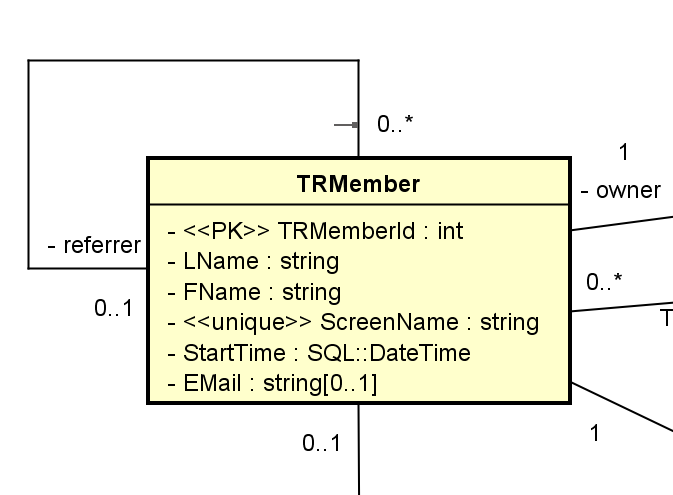 0..*
1
TRMember
- owner
- <<PK>> TRMemberId : int
- referrer
- LName : string
0..*
- FName : string
0..1
T
- <<unique>> ScreenName : string
- StartTime : SQL::DateTime
- EMail : string[0..1]
1
0..1